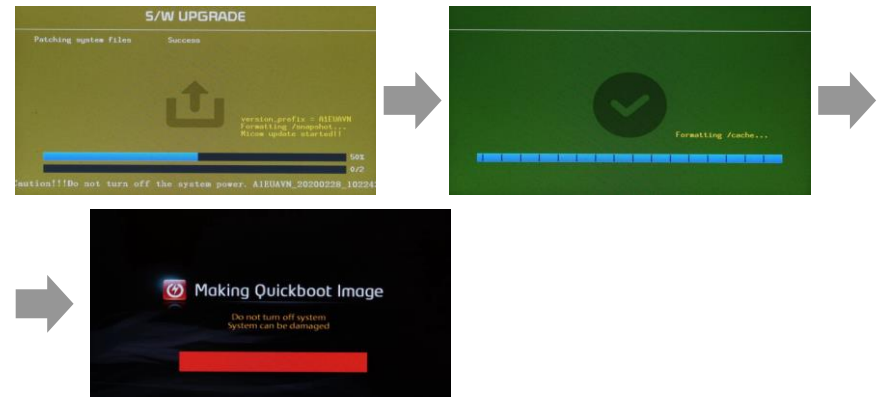 S/W UPGRADE
Patching system files Success
version_prefix = A1EUAVN
Formatting /snapshot...
Micom update started!!
50%
0/2
Caution!!!Do not turn off the system power. A1EUAVN_20200228_10224
Formatting /cache...
Making Quickboot Image
Do not turn off system
System can be damaged